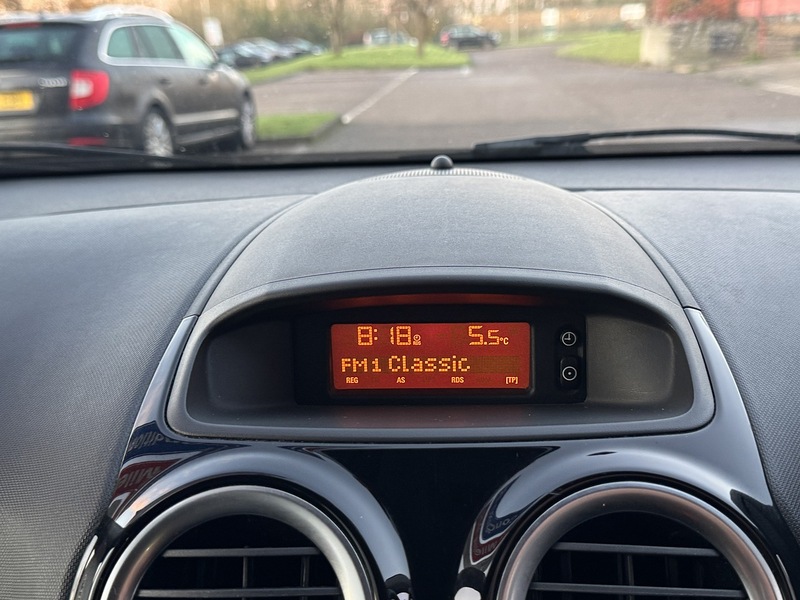 8:18 5.5°C
FM1 Classic
REG AS RDS [TP]